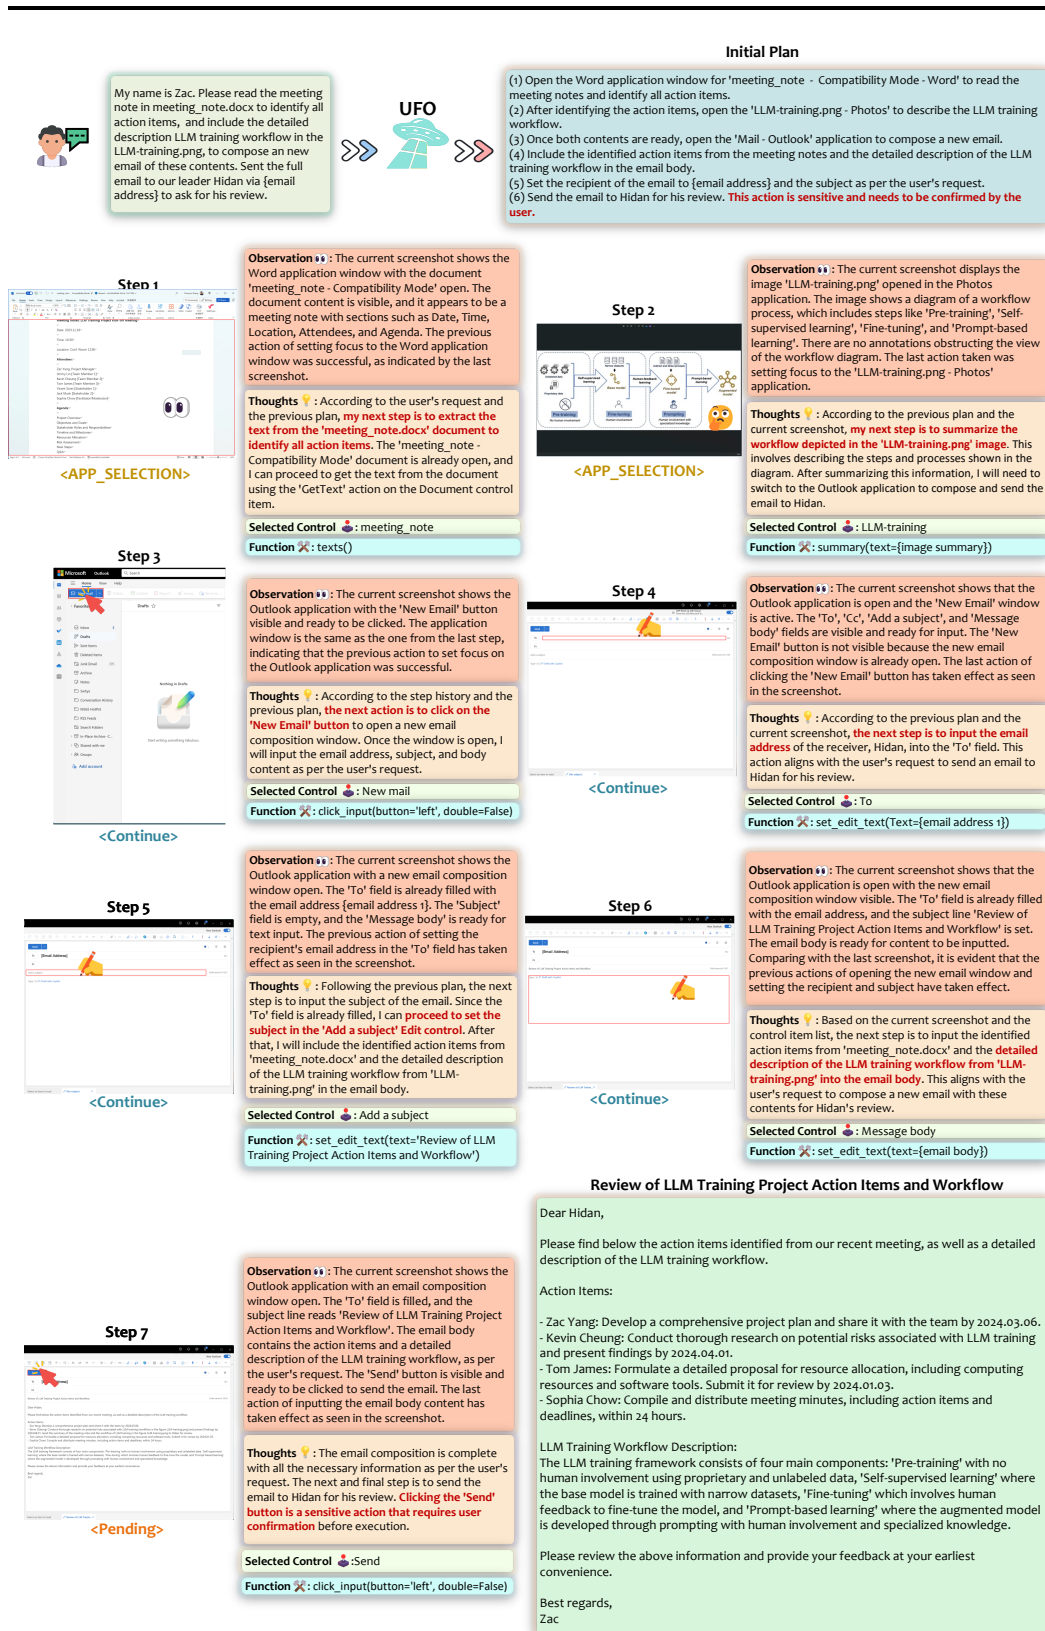 Initial Plan
My name is Zac. Please read the meeting
note in meeting_note.docx to identify all
action items, and include the detailed
description LLM training workflow in the
LLM-training.png, to compose an new
email of these contents. Sent the full
email to our leader Hidan via {email
address} to ask for his review.
UFO
(1) Open the Word application window for 'meeting_note - Compatibility Mode - Word' to read the
meeting notes and identify all action items.
(2) After identifying the action items, open the 'LLM-training.png - Photos' to describe the LLM training
workflow.
(3) Once both contents are ready, open the 'Mail - Outlook' application to compose a new email.
(4) Include the identified action items from the meeting notes and the detailed description of the LLM
training workflow in the email body.
(5) Set the recipient of the email to {email address} and the subject as per the user's request.
(6) Send the email to Hidan for his review. This action is sensitive and needs to be confirmed by the
user.
Step 1
<APP_SELECTION>
Observation: The current screenshot shows the
Word application window with the document
'meeting_note - Compatibility Mode' open. The
document content is visible, and it appears to be a
meeting note with sections such as Date, Time,
Location, Attendees, and Agenda. The previous
action of setting focus to the Word application
window was successful, as indicated by the last
screenshot.
Thoughts: According to the user's request and
the previous plan, my next step is to extract the
text from the 'meeting_note.docx' document to
identify all action items. The 'meeting_note -
Compatibility Mode' document is already open, and
I can proceed to get the text from the document
using the 'GetText' action on the Document control
item.
Selected Control: meeting_note
Function: texts()
Step 2
Self-supervised learning
Human feedback learning
Prompt-based learning
Base model
Pre-training
Fine-tuning
Prompting
<APP_SELECTION>
Observation: The current screenshot displays the
image 'LLM-training.png' opened in the Photos
application. The image shows a diagram of a workflow
process, which includes steps like 'Pre-training', 'Self-
supervised learning', 'Fine-tuning', and 'Prompt-based
learning'. There are no annotations obstructing the view
of the workflow diagram. The last action taken was
setting focus to the 'LLM-training.png - Photos'
application.
Thoughts: According to the previous plan and the
current screenshot, my next step is to summarize the
workflow depicted in the 'LLM-training.png' image. This
involves describing the steps and processes shown in the
diagram. After summarizing this information, I will need to
switch to the Outlook application to compose and send the
email to Hidan.
Selected Control: LLM-training
Function: summary(text={image summary})
Step 3
Microsoft Outlook
Search
Home View Help
Drafts
Inbox
Drafts
Sent Items
Deleted Items
Junk Email
Archive
Notes
Conversation History
RSS Feeds
Search Folders
Shared with me
Groups
Add account
Nothing in Drafts
<Continue>
Observation: The current screenshot shows the
Outlook application with the 'New Email' button
visible and ready to be clicked. The application
window is the same as the one from the last step,
indicating that the previous action to set focus on
the Outlook application was successful.
Thoughts: According to the step history and the
previous plan, the next action is to click on the
'New Email' button to open a new email
composition window. Once the window is open, I
will input the email address, subject, and body
content as per the user's request.
Selected Control: New mail
Function: click_input(button='left', double=False)
Step 4
<Continue>
Observation: The current screenshot shows that the
Outlook application is open and the 'New Email' window
is active. The 'To', 'Cc', 'Add a subject', and 'Message
body' fields are visible and ready for input. The 'New
Email' button is not visible because the new email
composition window is already open. The last action of
clicking the 'New Email' button has taken effect as seen
in the screenshot.
Thoughts: According to the previous plan and the
current screenshot, the next step is to input the email
address of the receiver, Hidan, into the 'To' field. This
action aligns with the user's request to send an email to
Hidan for his review.
Selected Control: To
Function: set_edit_text(Text={email address 1})
Step 5
[Email Address]
<Continue>
Observation: The current screenshot shows the
Outlook application with a new email composition
window open. The 'To' field is already filled with
the email address {email address 1}. The 'Subject'
field is empty, and the 'Message body' is ready for
text input. The previous action of setting the
recipient's email address in the 'To' field has taken
effect as seen in the screenshot.
Thoughts: Following the previous plan, the next
step is to input the subject of the email. Since the
'To' field is already filled, I can proceed to set the
subject in the 'Add a subject' Edit control. After
that, I will include the identified action items from
'meeting_note.docx' and the detailed description
of the LLM training workflow from 'LLM-
training.png' in the email body.
Selected Control: Add a subject
Function: set_edit_text(text='Review of LLM
Training Project Action Items and Workflow')
Step 6
[Email Address]
<Continue>
Observation: The current screenshot shows that the
Outlook application is open with the new email
composition window visible. The 'To' field is already filled
with the email address, and the subject line 'Review of
LLM Training Project Action Items and Workflow' is set.
The email body is ready for content to be inputted.
Comparing with the last screenshot, it is evident that the
previous actions of opening the new email window and
setting the recipient and subject have taken effect.
Thoughts: Based on the current screenshot and the
control item list, the next step is to input the identified
action items from 'meeting_note.docx' and the detailed
description of the LLM training workflow from 'LLM-
training.png' into the email body. This aligns with the
user's request to compose a new email with these
contents for Hidan's review.
Selected Control: Message body
Function: set_edit_text(text={email body})
Step 7
<Pending>
Observation: The current screenshot shows the
Outlook application with an email composition
window open. The 'To' field is filled, and the
subject line reads 'Review of LLM Training Project
Action Items and Workflow'. The email body
contains the action items and a detailed
description of the LLM training workflow, as per
the user's request. The 'Send' button is visible and
ready to be clicked to send the email. The last
action of inputting the email body content has
taken effect as seen in the screenshot.
Thoughts: The email composition is complete
with all the necessary information as per the user's
request. The next and final step is to send the
email to Hidan for his review. Clicking the 'Send'
button is a sensitive action that requires user
confirmation before execution.
Selected Control:Send
Function: click_input(button='left', double=False)
Review of LLM Training Project Action Items and Workflow
Dear Hidan,
Please find below the action items identified from our recent meeting, as well as a detailed
description of the LLM training workflow.
Action Items:
- Zac Yang: Develop a comprehensive project plan and share it with the team by 2024.03.06.
- Kevin Cheung: Conduct thorough research on potential risks associated with LLM training
and present findings by 2024.04.01.
- Tom James: Formulate a detailed proposal for resource allocation, including computing
resources and software tools. Submit it for review by 2024.01.03.
- Sophia Chow: Compile and distribute meeting minutes, including action items and
deadlines, within 24 hours.
LLM Training Workflow Description:
The LLM training framework consists of four main components: 'Pre-training' with no
human involvement using proprietary and unlabeled data, 'Self-supervised learning' where
the base model is trained with narrow datasets, 'Fine-tuning' which involves human
feedback to fine-tune the model, and 'Prompt-based learning' where the augmented model
is developed through prompting with human involvement and specialized knowledge.
Please review the above information and provide your feedback at your earliest
convenience.
Best regards,
Zac